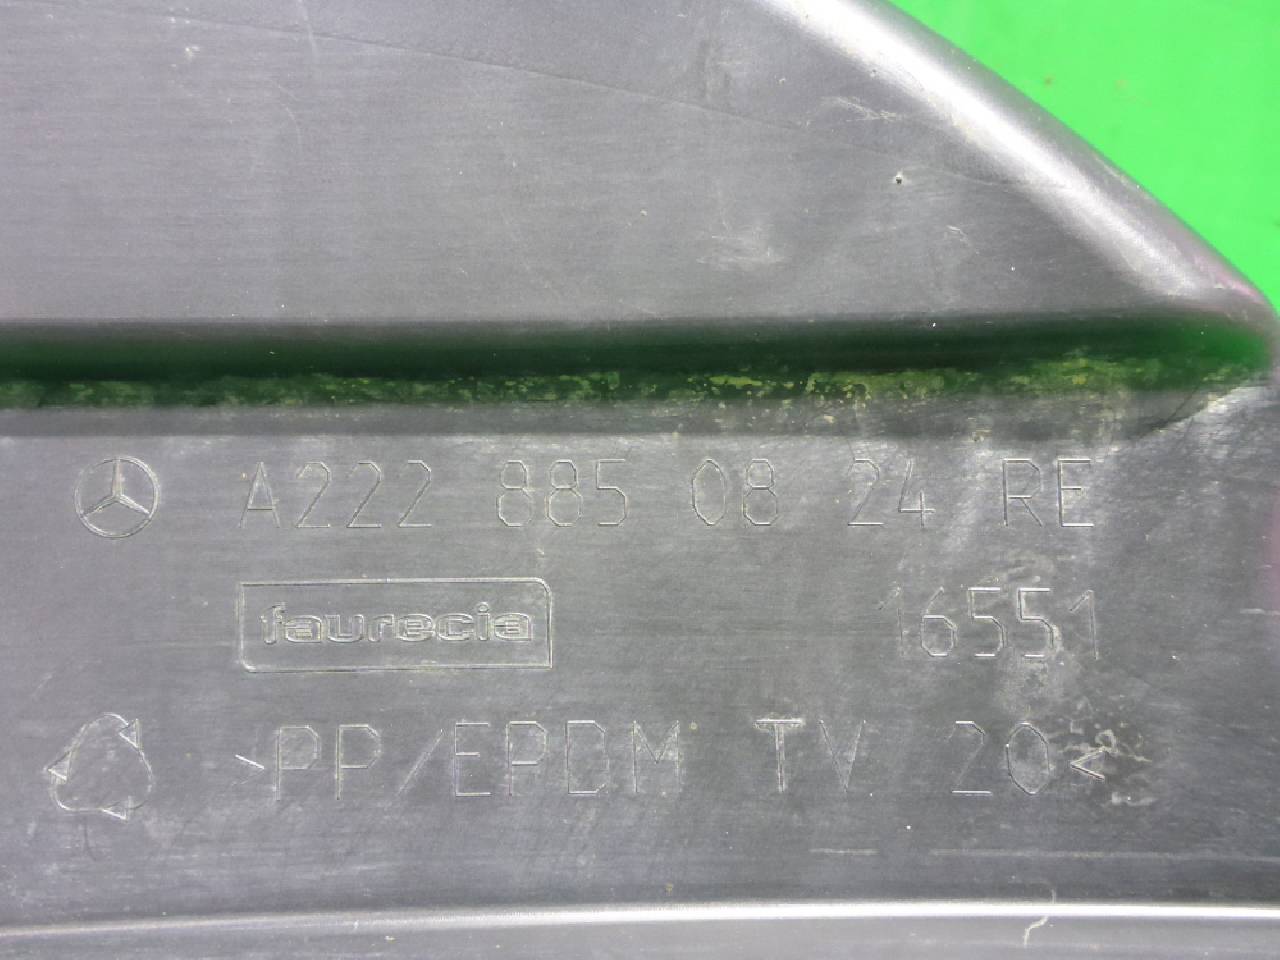 A222 885 08 24 RE
faurecia
16551
>PP/EPDM TV 20<